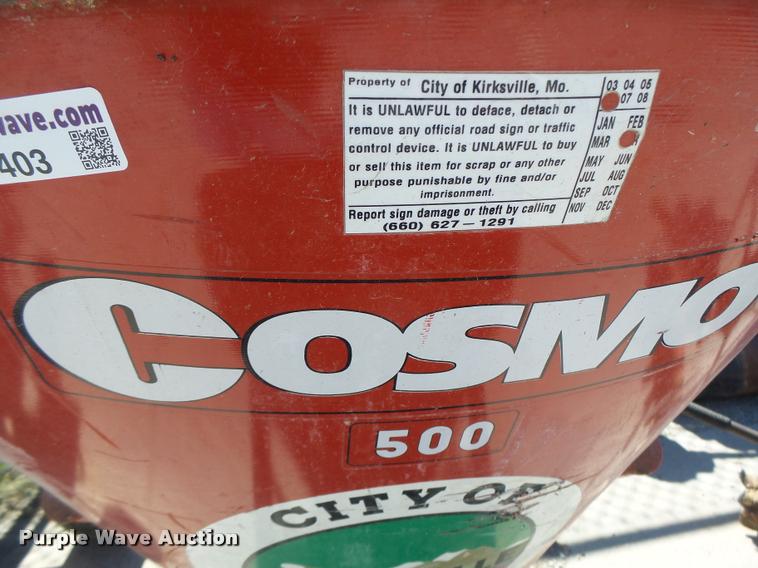 wave.com
403
Property of City of Kirksville, Mo.
It is UNLAWFUL to deface, detach or
remove any official road sign or traffic
control device. It is UNLAWFUL to buy
or sell this item for scrap or any other
purpose punishable by fine and/or
imprisonment.
Report sign damage or theft by calling
(660) 627-1291
03 04 05
07 08
JAN FEB
MAR
MAY JUN
JUL AUG
SEP OCT
NOV DEC
COSMO
500
CITY OF
Purple Wave Auction